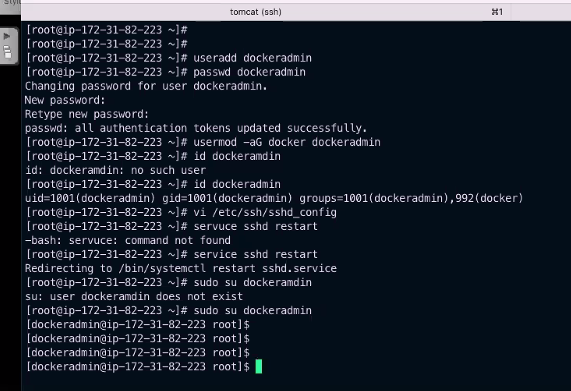 Style
tomcat (ssh)
⌘1
[root@ip-172-31-82-223 ~]#
[root@ip-172-31-82-223 ~]#
[root@ip-172-31-82-223 ~]# useradd dockeradmin
[root@ip-172-31-82-223 ~]# passwd dockeradmin
Changing password for user dockeradmin.
New password:
Retype new password:
passwd: all authentication tokens updated successfully.
[root@ip-172-31-82-223 ~]# usermod -aG docker dockeradmin
[root@ip-172-31-82-223 ~]# id dockeramdin
id: dockeramdin: no such user
[root@ip-172-31-82-223 ~]# id dockeradmin
uid=1001(dockeradmin) gid=1001(dockeradmin) groups=1001(dockeradmin),992(docker)
[root@ip-172-31-82-223 ~]# vi /etc/ssh/sshd_config
[root@ip-172-31-82-223 ~]# servuce sshd restart
-bash: servuce: command not found
[root@ip-172-31-82-223 ~]# service sshd restart
Redirecting to /bin/systemctl restart sshd.service
[root@ip-172-31-82-223 ~]# sudo su dockeramdin
su: user dockeramdin does not exist
[root@ip-172-31-82-223 ~]# sudo su dockeradmin
[dockeradmin@ip-172-31-82-223 root]$
[dockeradmin@ip-172-31-82-223 root]$
[dockeradmin@ip-172-31-82-223 root]$
[dockeradmin@ip-172-31-82-223 root]$